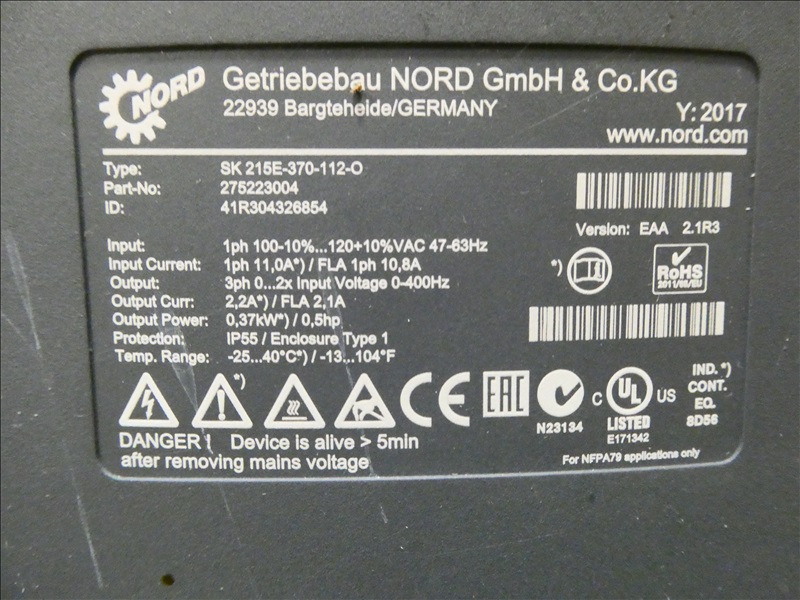 NORD
Getriebebau NORD GmbH & Co.KG
22939 Bargteheide/GERMANY
Y: 2017
www.nord.com
Type: SK 215E-370-112-O
Part-No: 275223004
ID: 41R304326854
Version: EAA 2.1R3
Input: 1ph 100-10%...120+10%VAC 47-63Hz
Input Current: 1ph 11,0A*) / FLA 1ph 10,8A
Output: 3ph 0...2x Input Voltage 0-400Hz
Output Curr: 2,2A*) / FLA 2,1A
Output Power: 0,37kW*) / 0,5hp
Protection: IP55 / Enclosure Type 1
Temp. Range: -25...40°C*) / -13...104°F
*)
RoHS
2011/65/EU
*)
CE
EAC
N23134
C UL US
LISTED
E171342
IND. *)
CONT.
EQ.
8D56
DANGER ! Device is alive > 5min
after removing mains voltage
For NFPA79 applications only